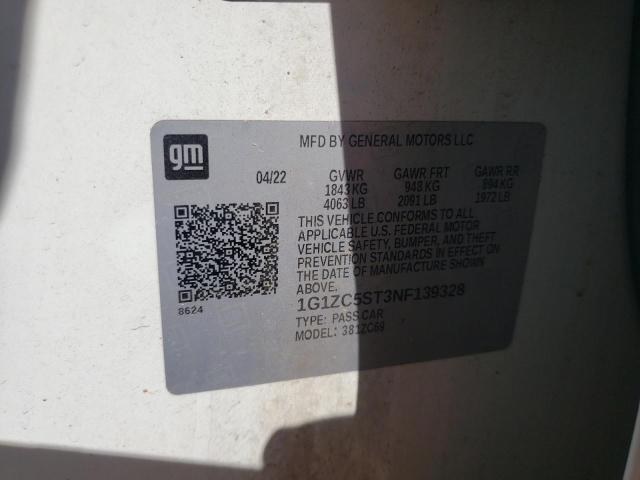 gm
MFD BY GENERAL MOTORS LLC
04/22 GVWR GAWR FRT GAWR RR
1843 KG 948 KG 894 KG
4063 LB 2091 LB 1972 LB
THIS VEHICLE CONFORMS TO ALL
APPLICABLE U.S. FEDERAL MOTOR
VEHICLE SAFETY, BUMPER, AND THEFT
PREVENTION STANDARDS IN EFFECT ON
THE DATE OF MANUFACTURE SHOWN
ABOVE.
8624
1G1ZC5ST3NF139328
TYPE: PASS CAR
MODEL: 381ZC69